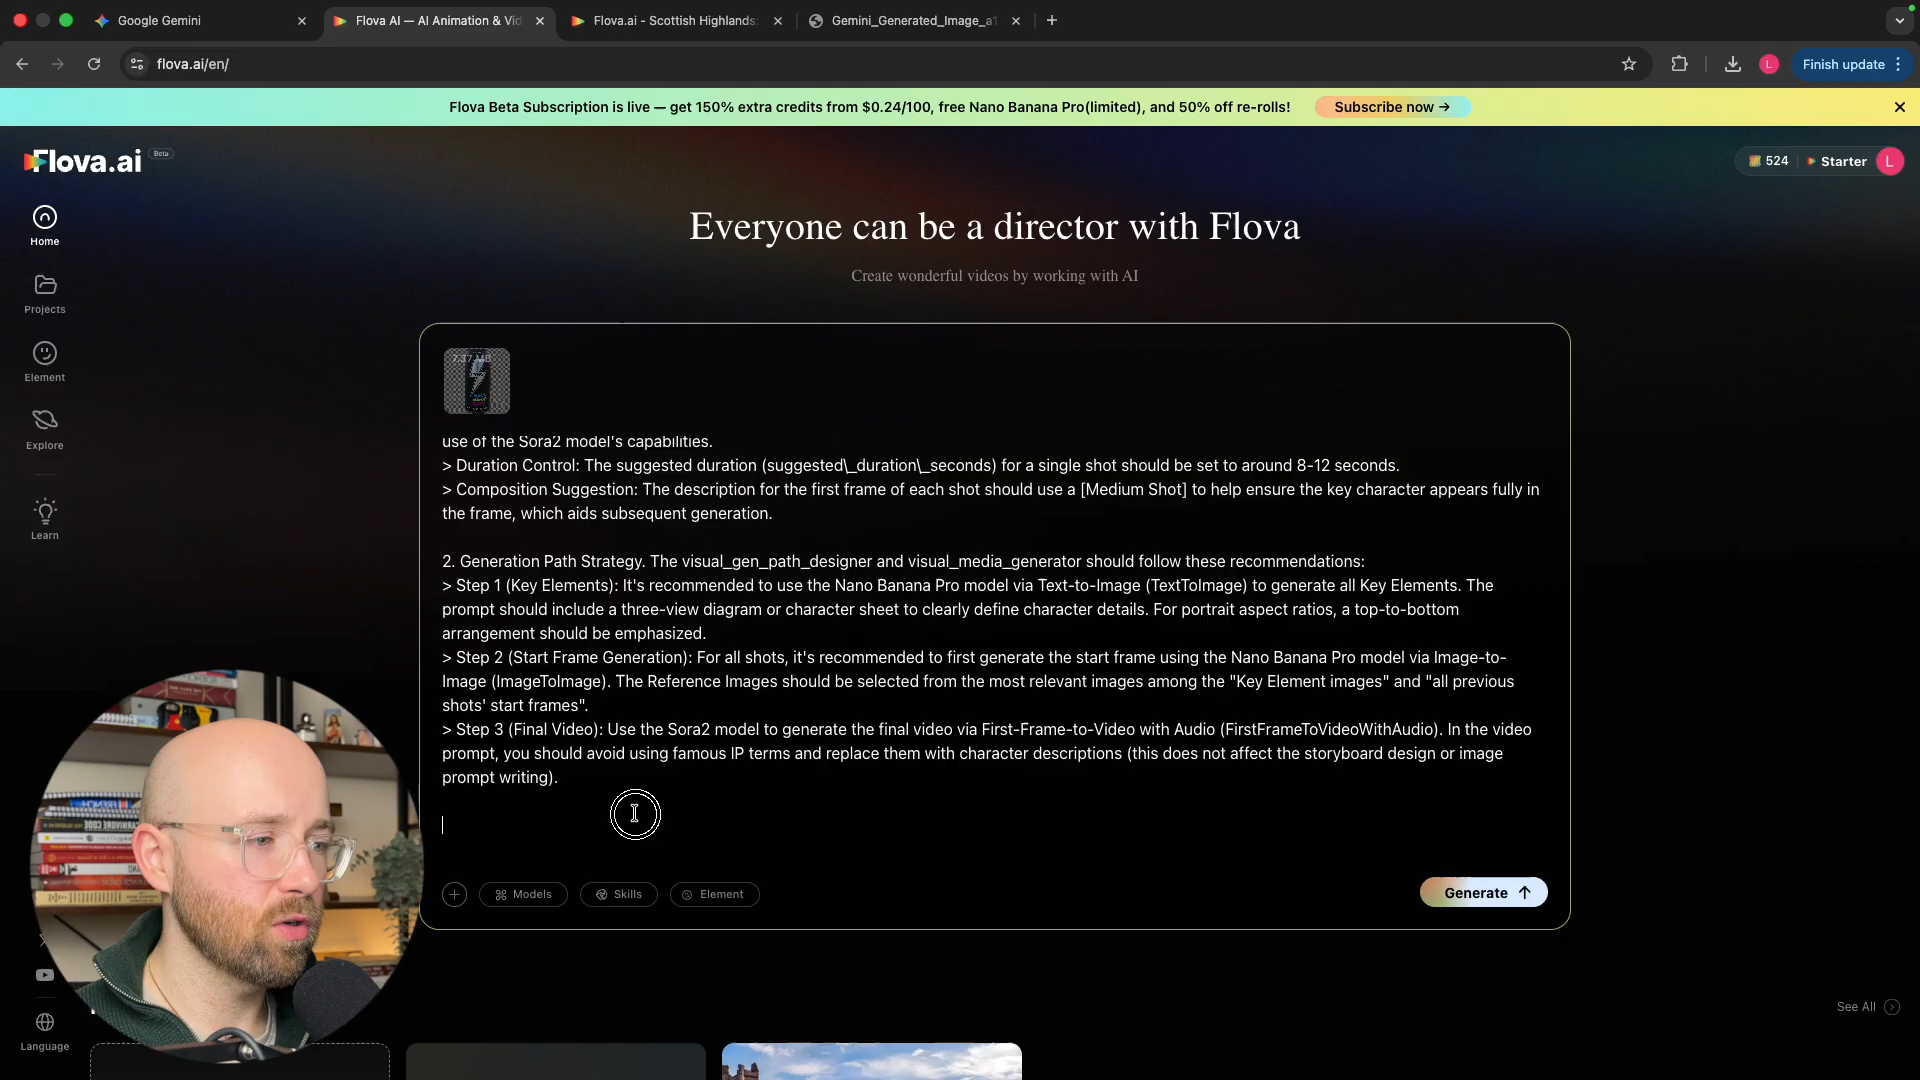 Google Gemini
Flova AI — AI Animation & Vid
Flova.ai - Scottish Highlands:
Gemini_Generated_Image_a1
flova.ai/en/
L
Finish update
Flova Beta Subscription is live — get 150% extra credits from $0.24/100, free Nano Banana Pro(limited), and 50% off re-rolls!
Subscribe now →
Flova.ai
Beta
524
Starter
L
Home
Projects
Element
Explore
Learn
Language
Everyone can be a director with Flova
Create wonderful videos by working with AI
7.37 MB
use of the Sora2 model's capabilities.
> Duration Control: The suggested duration (suggested\_duration\_seconds) for a single shot should be set to around 8-12 seconds.
> Composition Suggestion: The description for the first frame of each shot should use a [Medium Shot] to help ensure the key character appears fully in
the frame, which aids subsequent generation.
2. Generation Path Strategy. The visual_gen_path_designer and visual_media_generator should follow these recommendations:
> Step 1 (Key Elements): It's recommended to use the Nano Banana Pro model via Text-to-Image (TextToImage) to generate all Key Elements. The
prompt should include a three-view diagram or character sheet to clearly define character details. For portrait aspect ratios, a top-to-bottom
arrangement should be emphasized.
> Step 2 (Start Frame Generation): For all shots, it's recommended to first generate the start frame using the Nano Banana Pro model via Image-to-
Image (ImageToImage). The Reference Images should be selected from the most relevant images among the "Key Element images" and "all previous
shots' start frames".
> Step 3 (Final Video): Use the Sora2 model to generate the final video via First-Frame-to-Video with Audio (FirstFrameToVideoWithAudio). In the video
prompt, you should avoid using famous IP terms and replace them with character descriptions (this does not affect the storyboard design or image
prompt writing).
Models
Skills
Element
Generate
See All